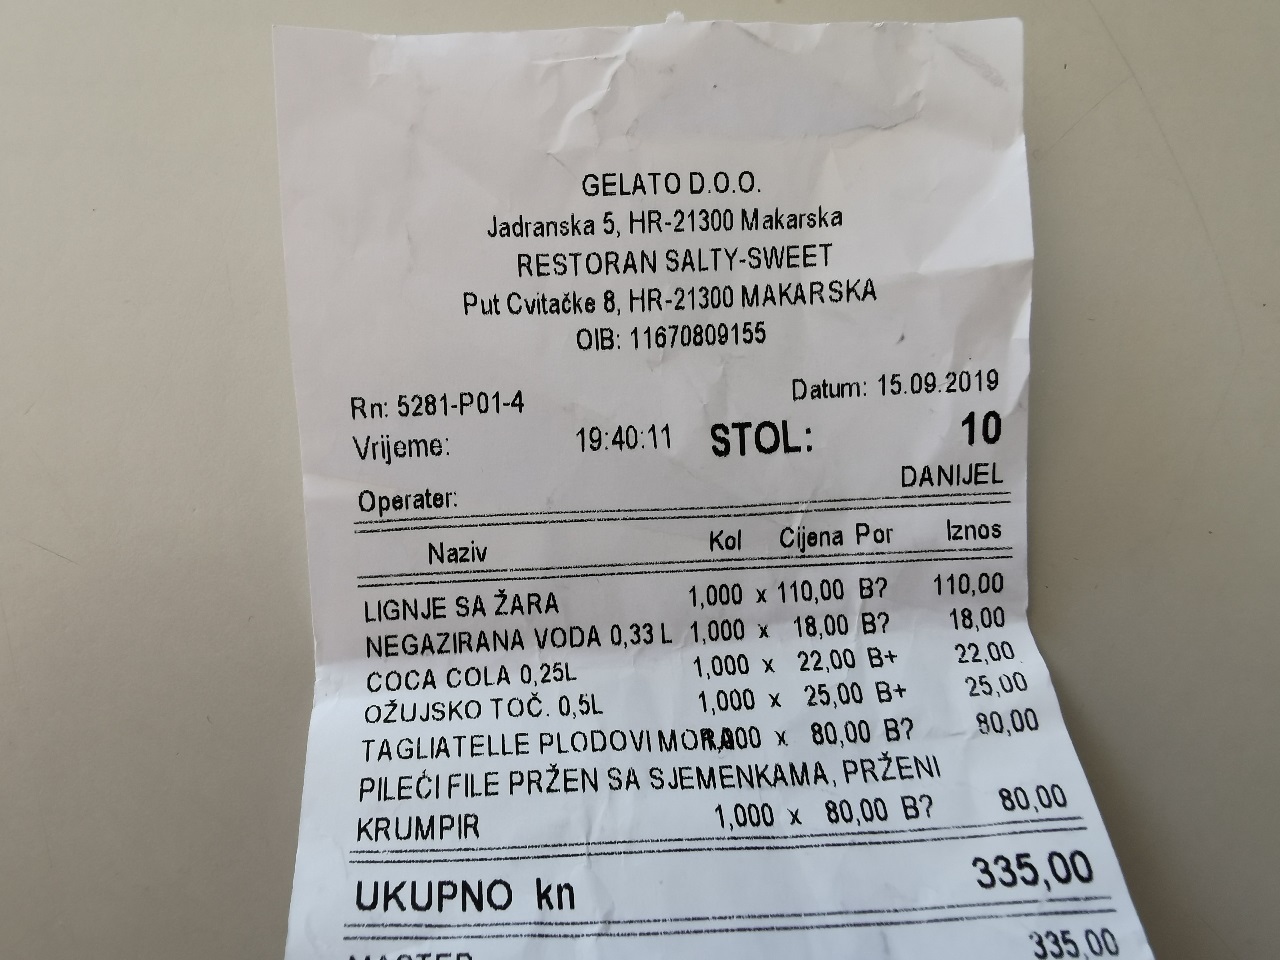 GELATO D.O.O.
Jadranska 5, HR-21300 Makarska
RESTORAN SALTY-SWEET
Put Cvitačke 8, HR-21300 MAKARSKA
OIB: 11670809155
Rn: 5281-P01-4 Datum: 15.09.2019
Vrijeme: 19:40:11 STOL: 10
Operater: DANIJEL
Naziv Kol Cijena Por Iznos
LIGNJE SA ŽARA 1,000 x 110,00 B? 110,00
NEGAZIRANA VODA 0,33 L 1,000 x 18,00 B? 18,00
COCA COLA 0,25L 1,000 x 22,00 B+ 22,00
OŽUJSKO TOČ. 0,5L 1,000 x 25,00 B+ 25,00
TAGLIATELLE PLODOVI MORA 1,000 x 80,00 B? 80,00
PILEĆI FILE PRŽEN SA SJEMENKAMA, PRŽENI
KRUMPIR 1,000 x 80,00 B? 80,00
UKUPNO kn 335,00
MASTER 335,00